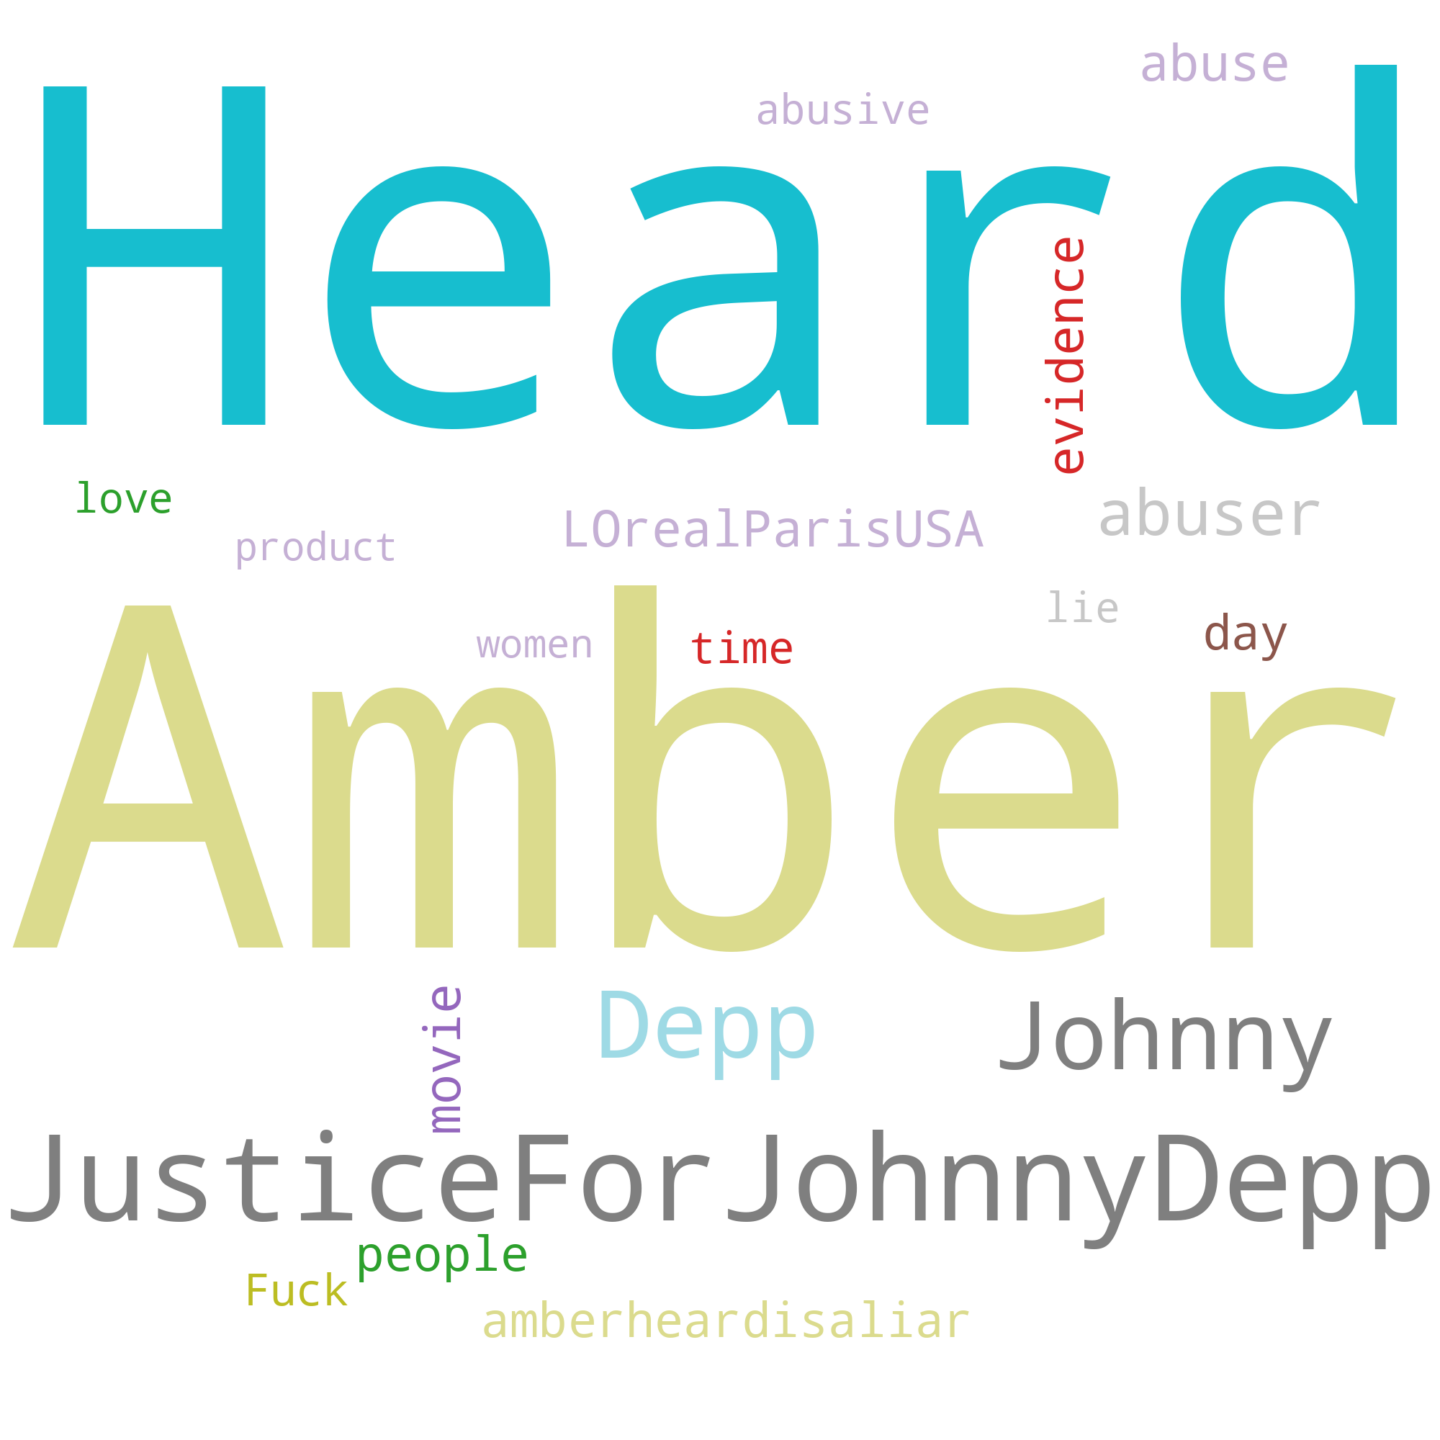 abuse
abusive
Heard
evidence
love
LOrealParisUSA
abuser
product
lie
day
women
time
Amber
movie
Depp
Johnny
JusticeForJohnnyDepp
people
Fuck
amberheardisaliar